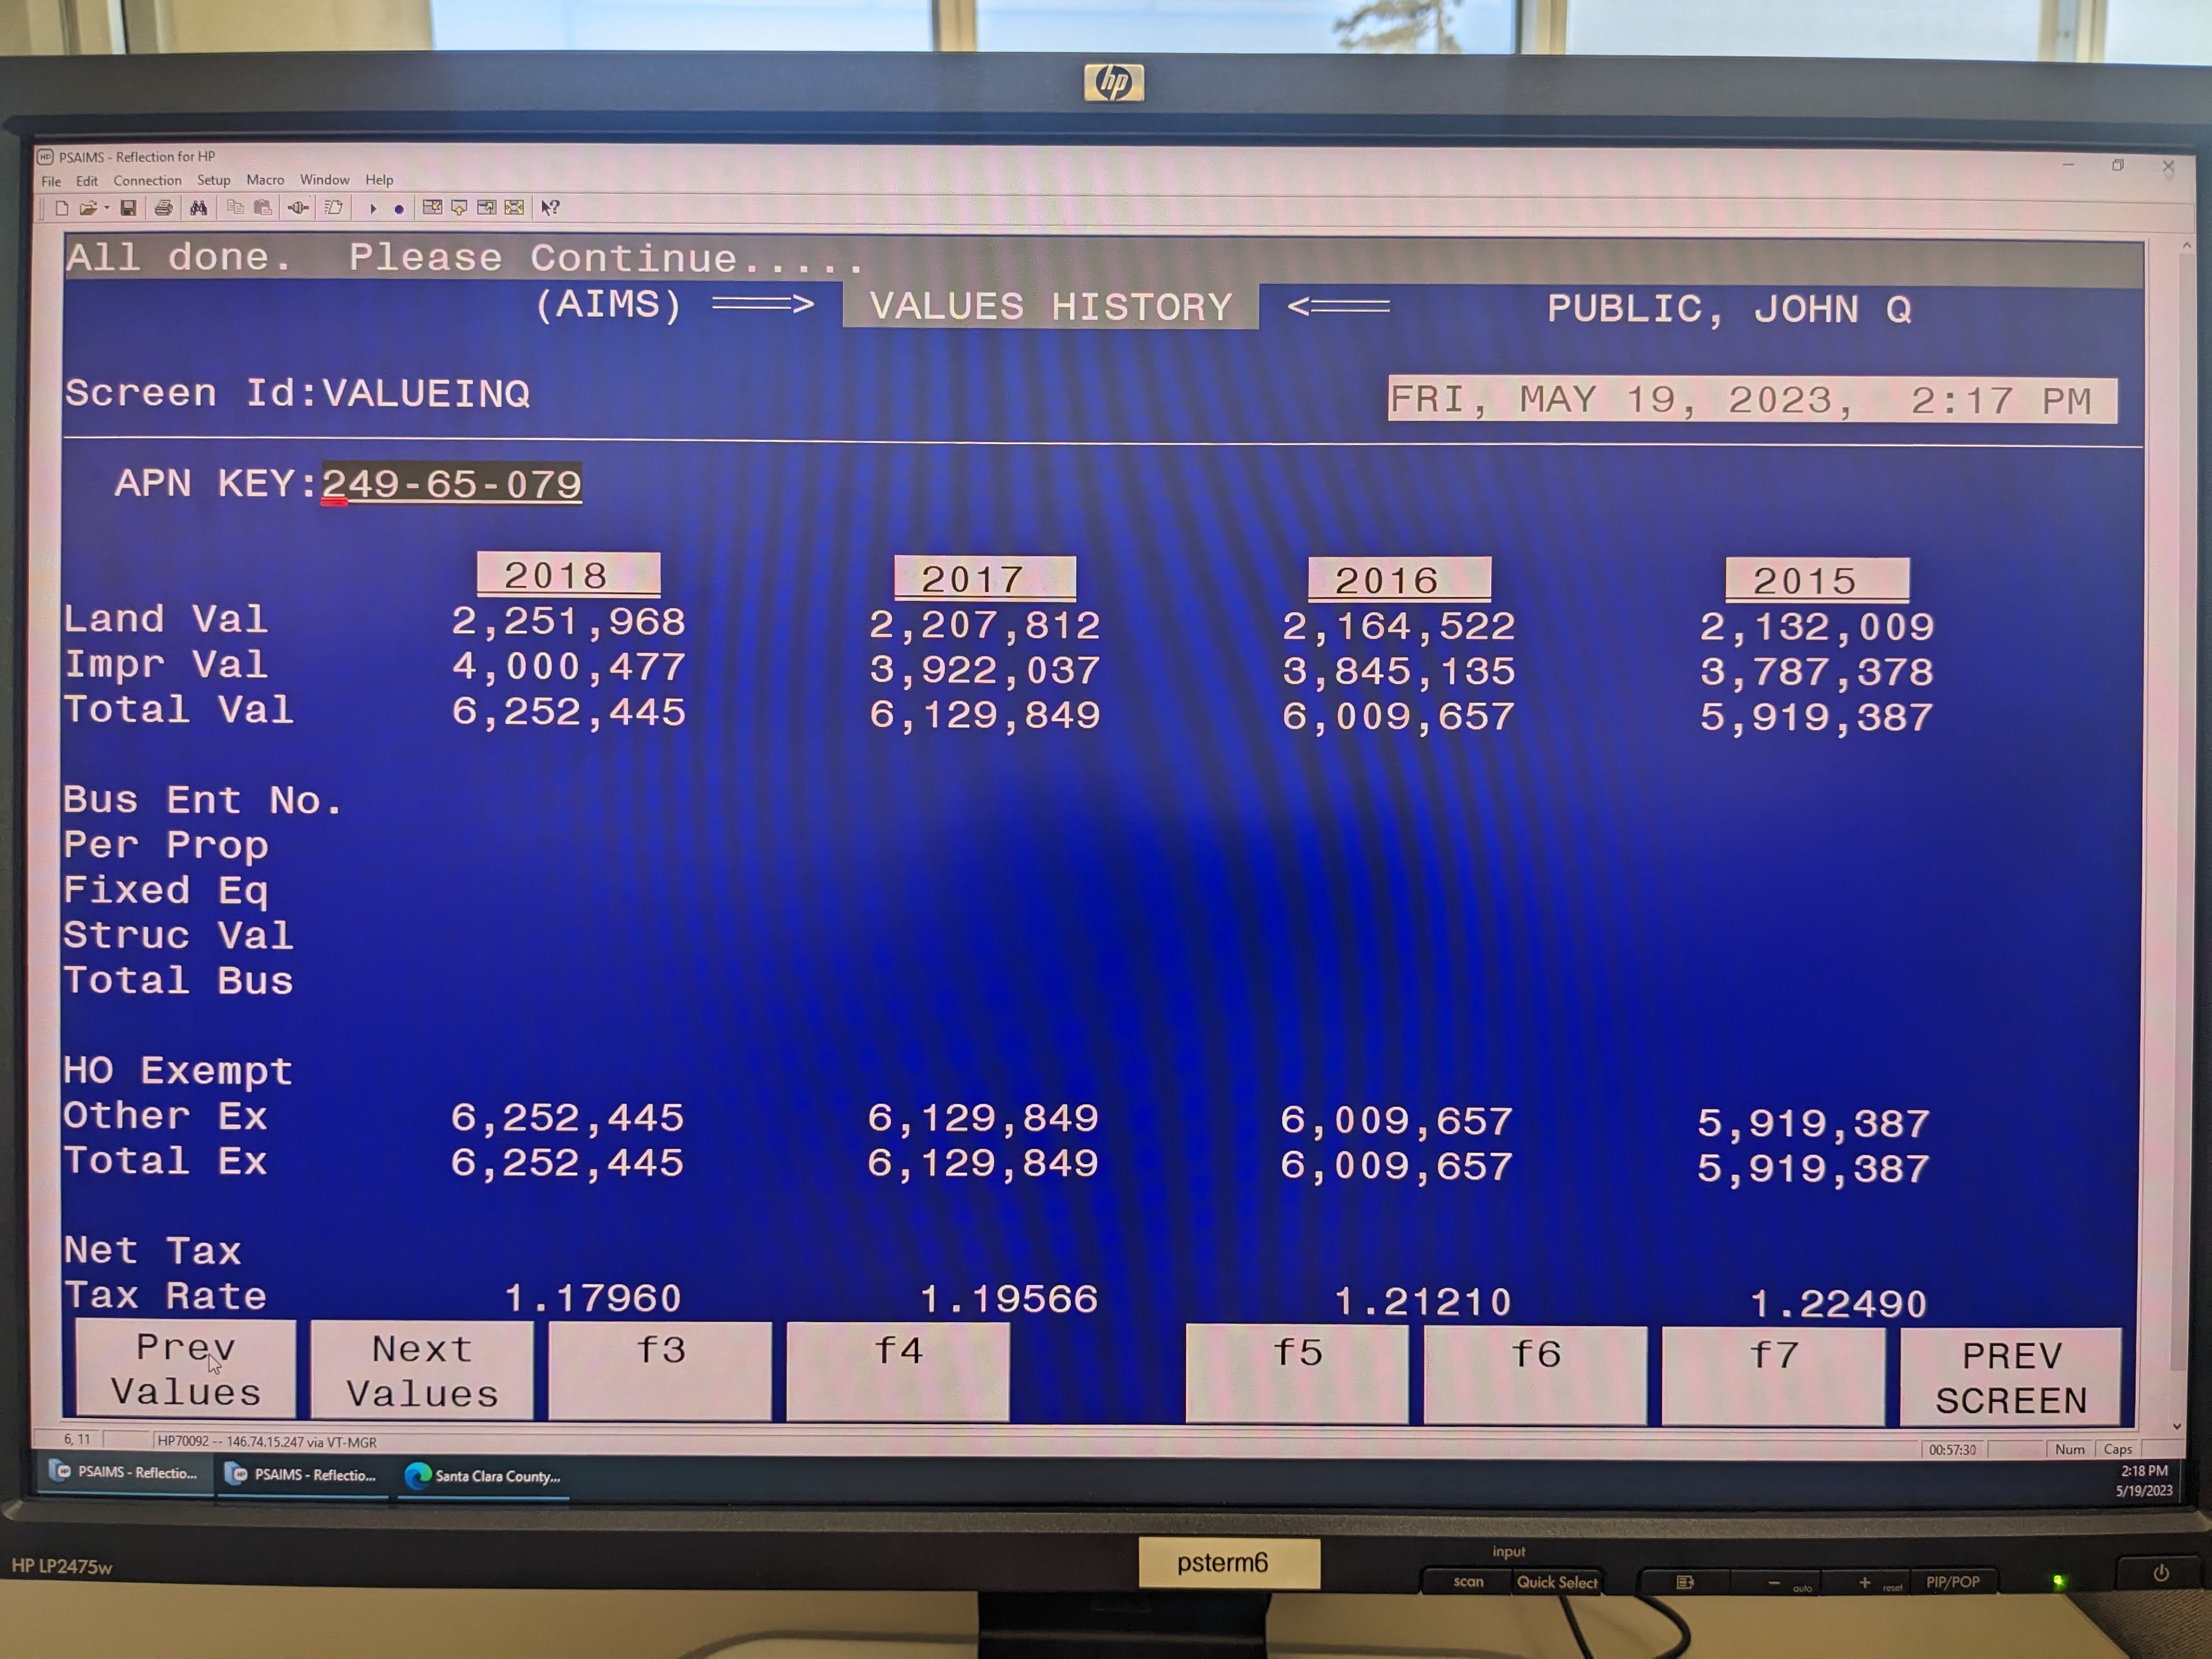 hp
PSAIMS - Reflection for HP
File Edit Connection Setup Macro Window Help
All done. Please Continue.....
(AIMS) ===> VALUES HISTORY <=== PUBLIC, JOHN Q
Screen Id:VALUEINQ FRI, MAY 19, 2023, 2:17 PM
APN KEY:249-65-079
2018 2017 2016 2015
Land Val 2,251,968 2,207,812 2,164,522 2,132,009
Impr Val 4,000,477 3,922,037 3,845,135 3,787,378
Total Val 6,252,445 6,129,849 6,009,657 5,919,387
Bus Ent No.
Per Prop
Fixed Eq
Struc Val
Total Bus
HO Exempt
Other Ex 6,252,445 6,129,849 6,009,657 5,919,387
Total Ex 6,252,445 6,129,849 6,009,657 5,919,387
Net Tax
Tax Rate 1.17960 1.19566 1.21210 1.22490
Prev Next f3 f4 f5 f6 f7 PREV
Values Values SCREEN
6, 11 HP70092 -- 146.74.15.247 via VT-MGR 00:57:30 Num Caps
PSAIMS - Reflectio... PSAIMS - Reflectio... Santa Clara County... 2:18 PM
5/19/2023
HP LP2475w psterm6 input
scan Quick Select - auto + reset PIP/POP